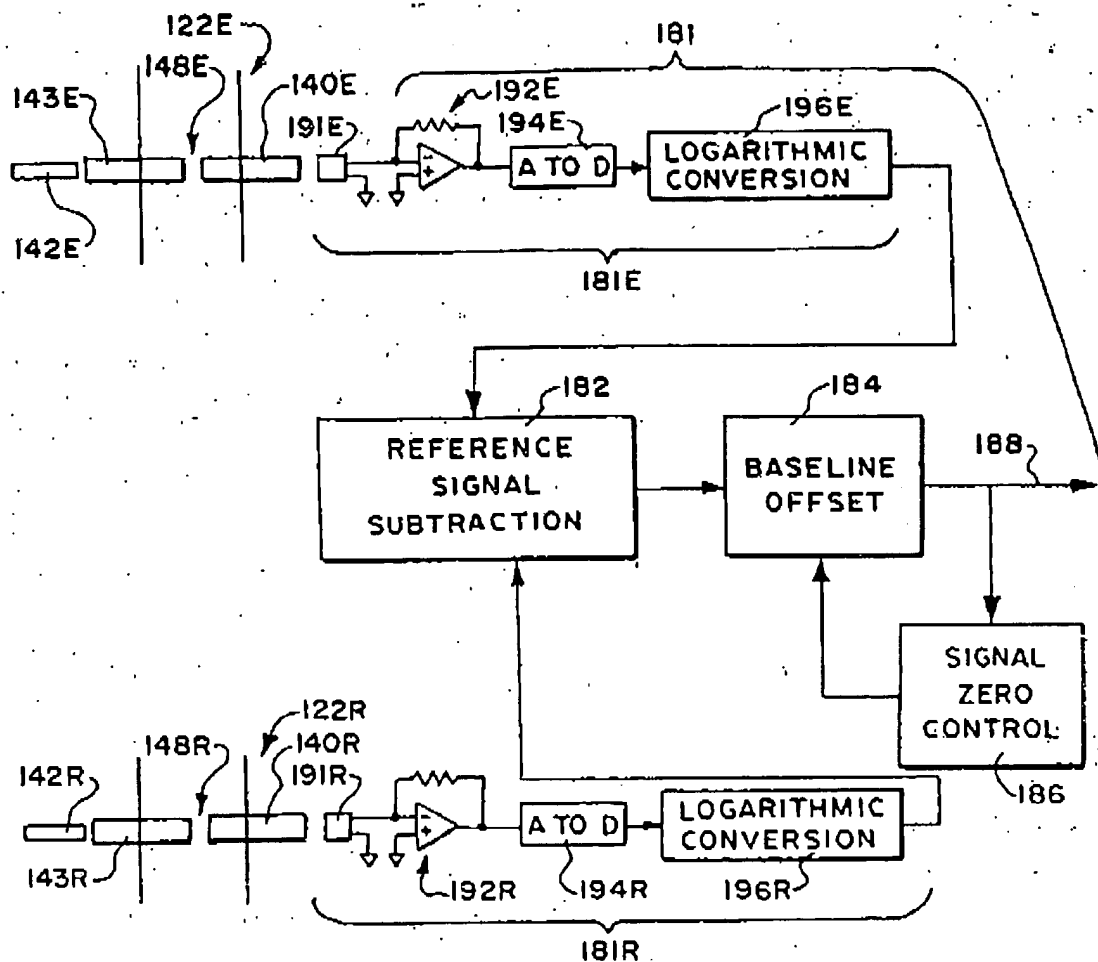 122E
181
148E
143E
140E
192E
196E
191E
194E
A TO D
LOGARITHMIC
CONVERSION
142E
181E
182
184
REFERENCE
SIGNAL
SUBTRACTION
BASELINE
OFFSET
188
SIGNAL
ZERO
CONTROL
186
122R
148R
140R
142R
191R
A TO D
LOGARITHMIC
CONVERSION
143R
192R
194R
196R
181R